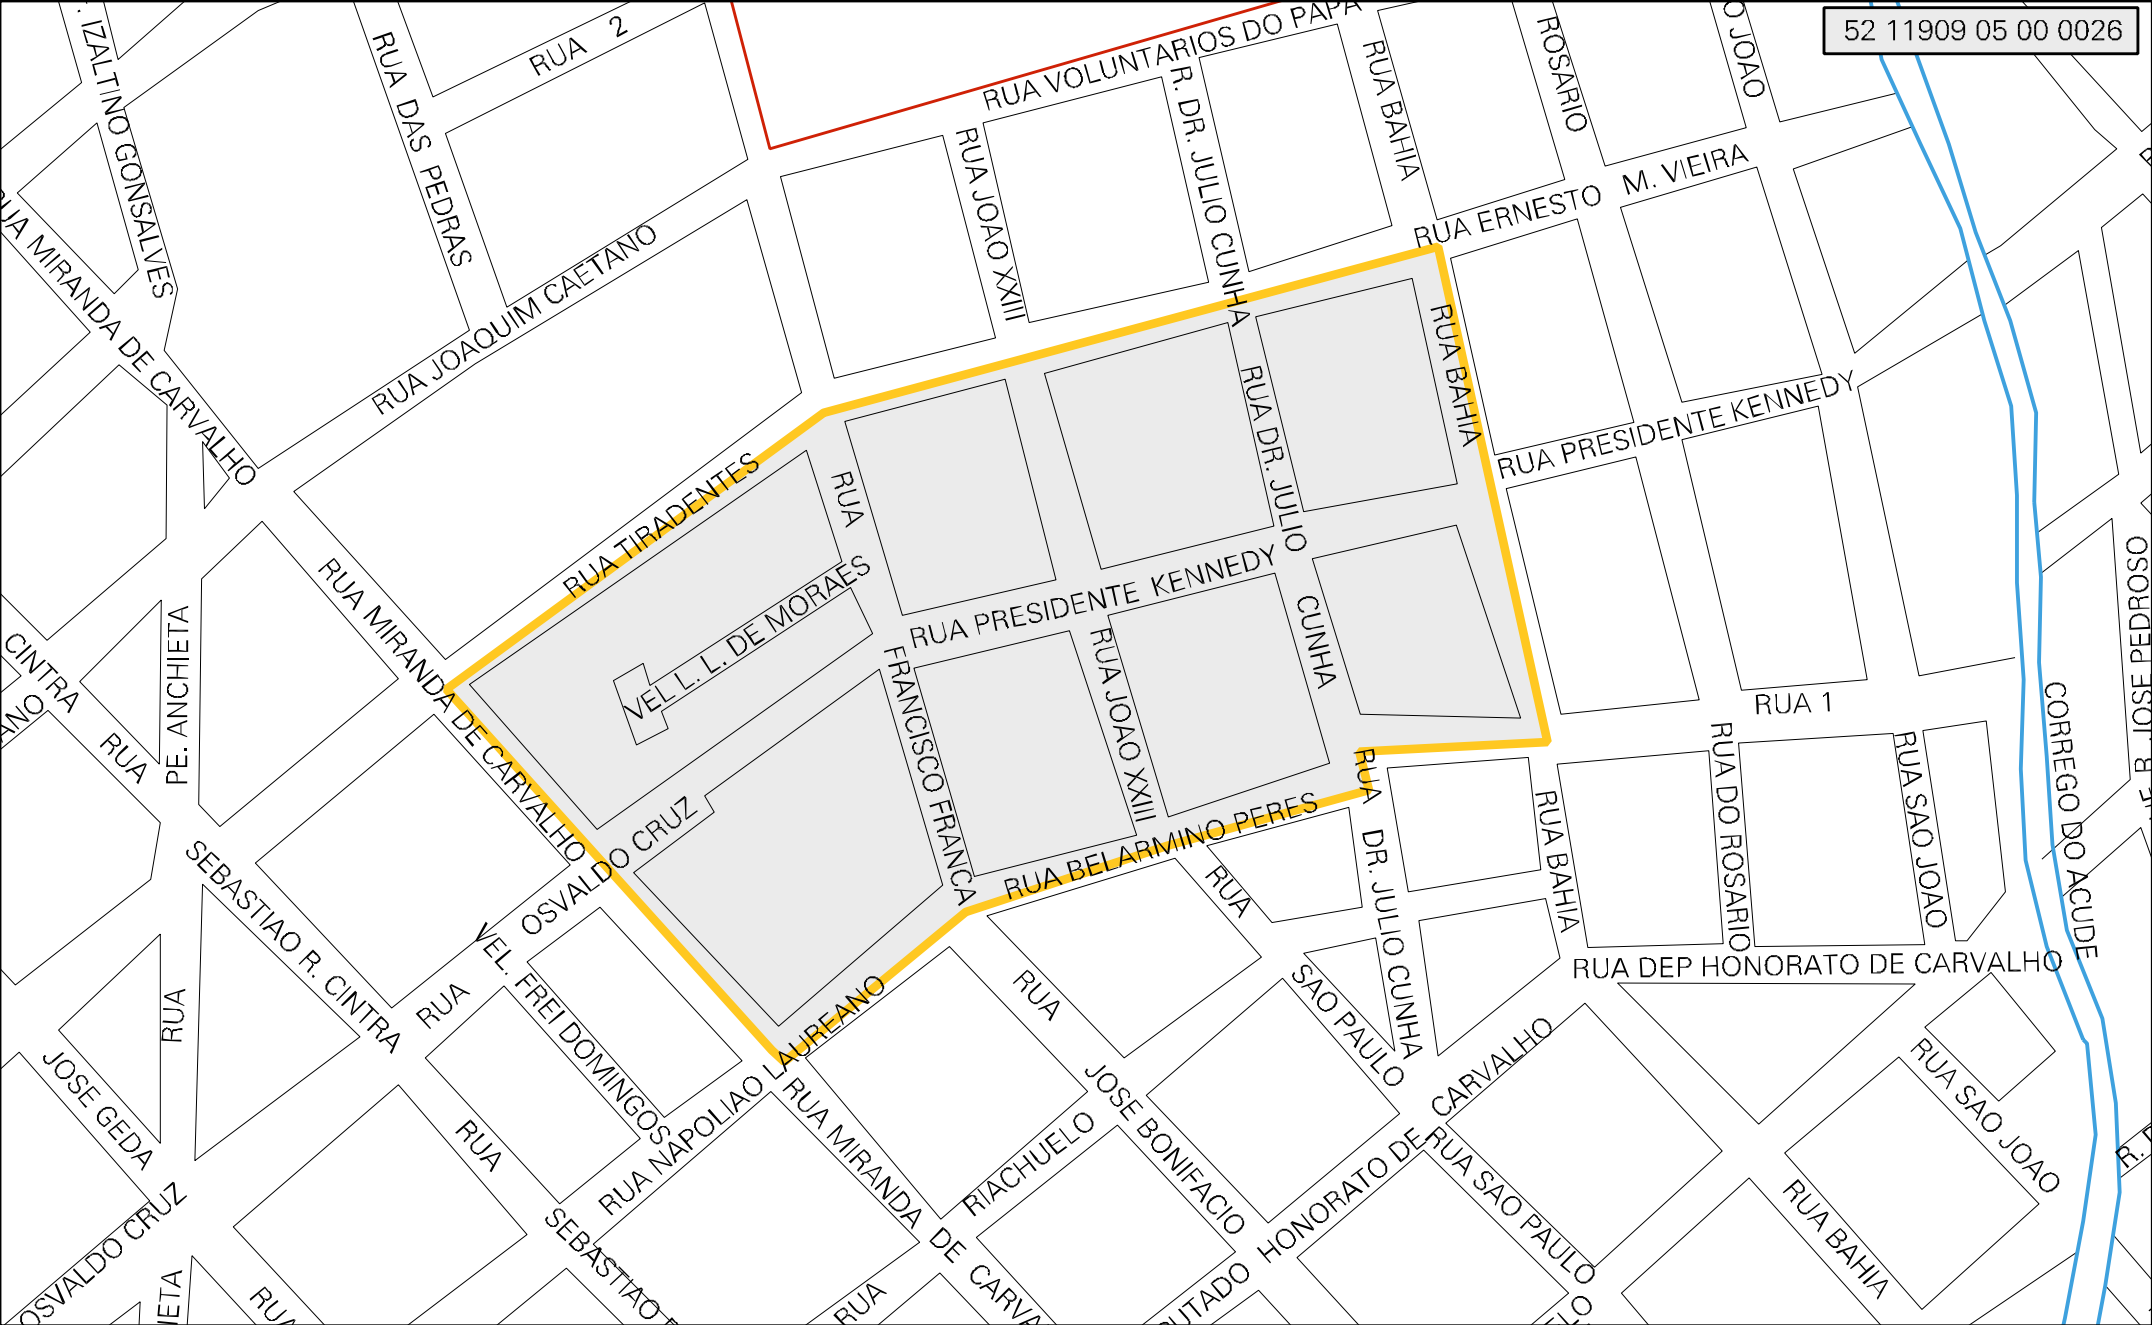 52 11909 05 00 0026
IZALTINO GONSALVES
RUA DAS PEDRAS
RUA 2
RUA VOLUNTARIOS DO PAPA
R. DR. JULIO CUNHA
RUA BAHIA
ROSARIO
O JOAO
RUA JOAO XXIII
RUA ERNESTO M. VIEIRA
RUA MIRANDA DE CARVALHO
RUA JOAQUIM CAETANO
RUA BAHIA
RUA PRESIDENTE KENNEDY
RUA DR. JULIO CUNHA
RUA TIRADENTES
RUA FRANCISCO FRANCA
VEL L. L. DE MORAES
RUA PRESIDENTE KENNEDY
RUA JOAO XXIII
RUA MIRANDA DE CARVALHO
PE. ANCHIETA
CINTRA
ANO
RUA
SEBASTIAO R. CINTRA
RUA OSVALDO CRUZ
RUA BELARMINO PERES
RUA DR. JULIO CUNHA
RUA 1
RUA BAHIA
RUA DO ROSARIO
RUA SAO JOAO
CORREGO DO ACUDE
R. JOSE PEDROSO
RUA DEP HONORATO DE CARVALHO
RUA SAO PAULO
VEL. FREI DOMINGOS
RUA NAPOLIAO LAUREANO
RUA JOSE BONIFACIO
RUA
JOSE GEDA
OSVALDO CRUZ
IETA
RUA
RUA SEBASTIAO
RUA MIRANDA DE CARVA
RUA RIACHUELO
PUTADO HONORATO DE CARVALHO
RUA SAO PAULO
RUA SAO JOAO
RUA BAHIA
LO
R.